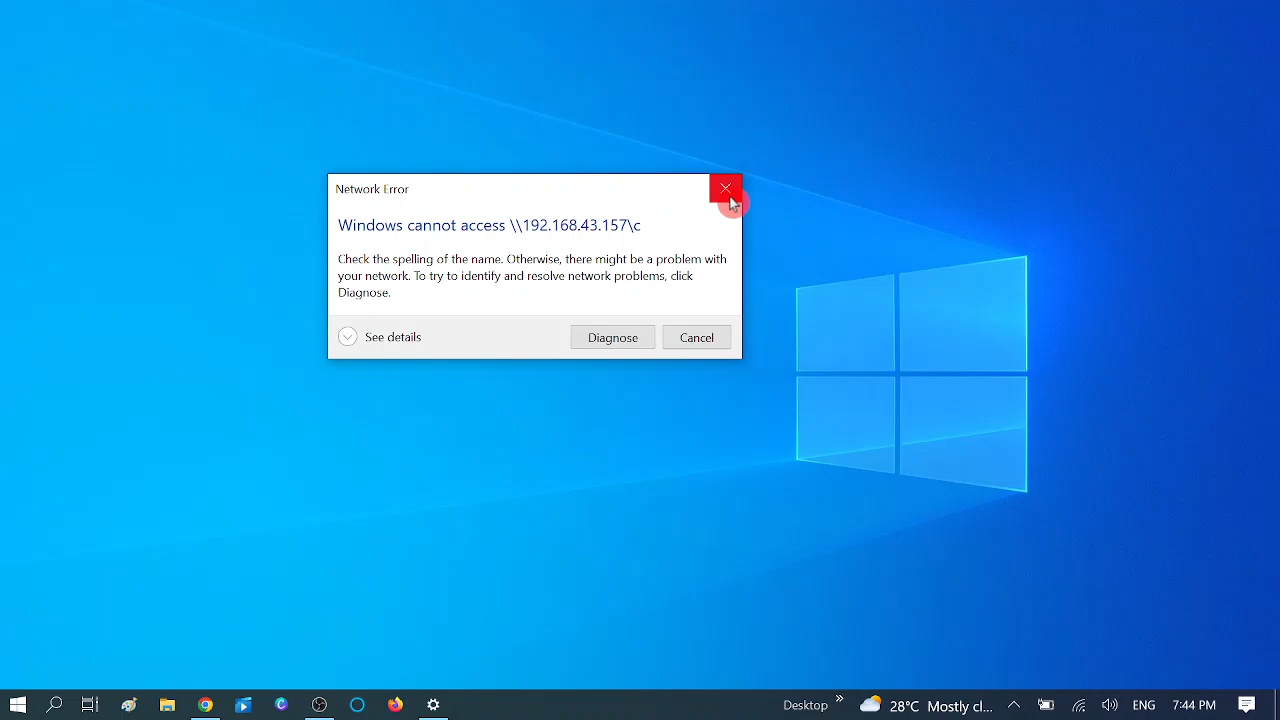 Network Error
Windows cannot access \\192.168.43.157\c
Check the spelling of the name. Otherwise, there might be a problem with
your network. To try to identify and resolve network problems, click
Diagnose.
See details
Diagnose
Cancel
Desktop
28°C Mostly cl...
ENG
7:44 PM